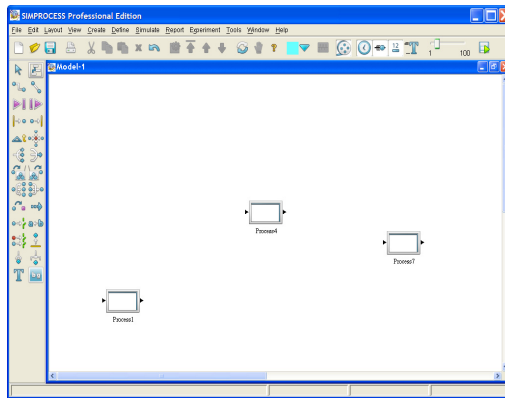 SIMPROCESS Professional Edition
File Edit Layout View Create Define Simulate Report Experiment Tools Window Help
1 100
Model-1
Process4
Process7
Process1